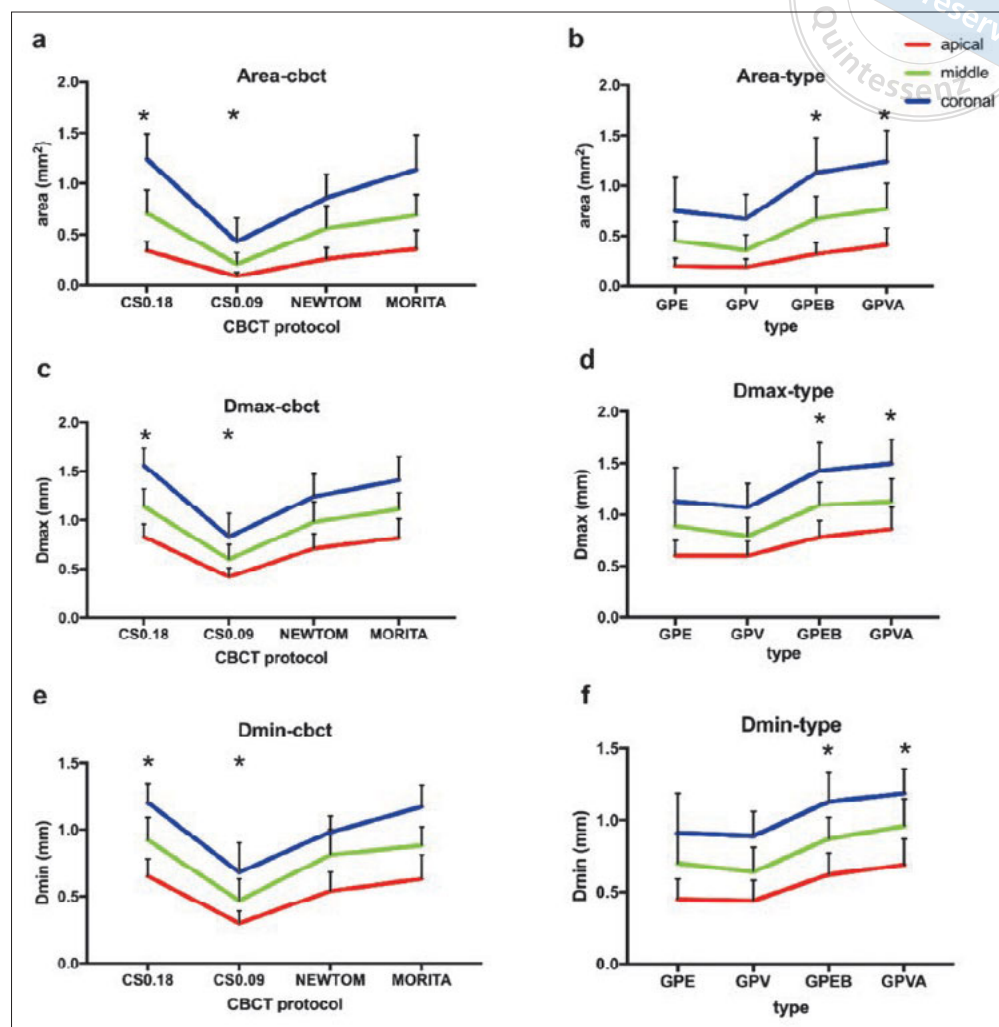 reserv
Quintessenz
a
Area-cbct
area (mm²)
2.0
1.5
1.0
0.5
0.0
*
*
CS0.18 CS0.09 NEWTOM MORITA
CBCT protocol
b
Area-type
apical
middle
coronal
area (mm²)
2.0
1.5
1.0
0.5
0.0
*
*
GPE GPV GPEB GPVA
type
c
Dmax-cbct
Dmax (mm)
2.0
1.5
1.0
0.5
0.0
*
*
CS0.18 CS0.09 NEWTOM MORITA
CBCT protocol
d
Dmax-type
Dmax (mm)
2.0
1.5
1.0
0.5
0.0
*
*
GPE GPV GPEB GPVA
type
e
Dmin-cbct
Dmin (mm)
1.5
1.0
0.5
0.0
*
*
CS0.18 CS0.09 NEWTOM MORITA
CBCT protocol
f
Dmin-type
Dmin (mm)
1.5
1.0
0.5
0.0
*
*
GPE GPV GPEB GPVA
type